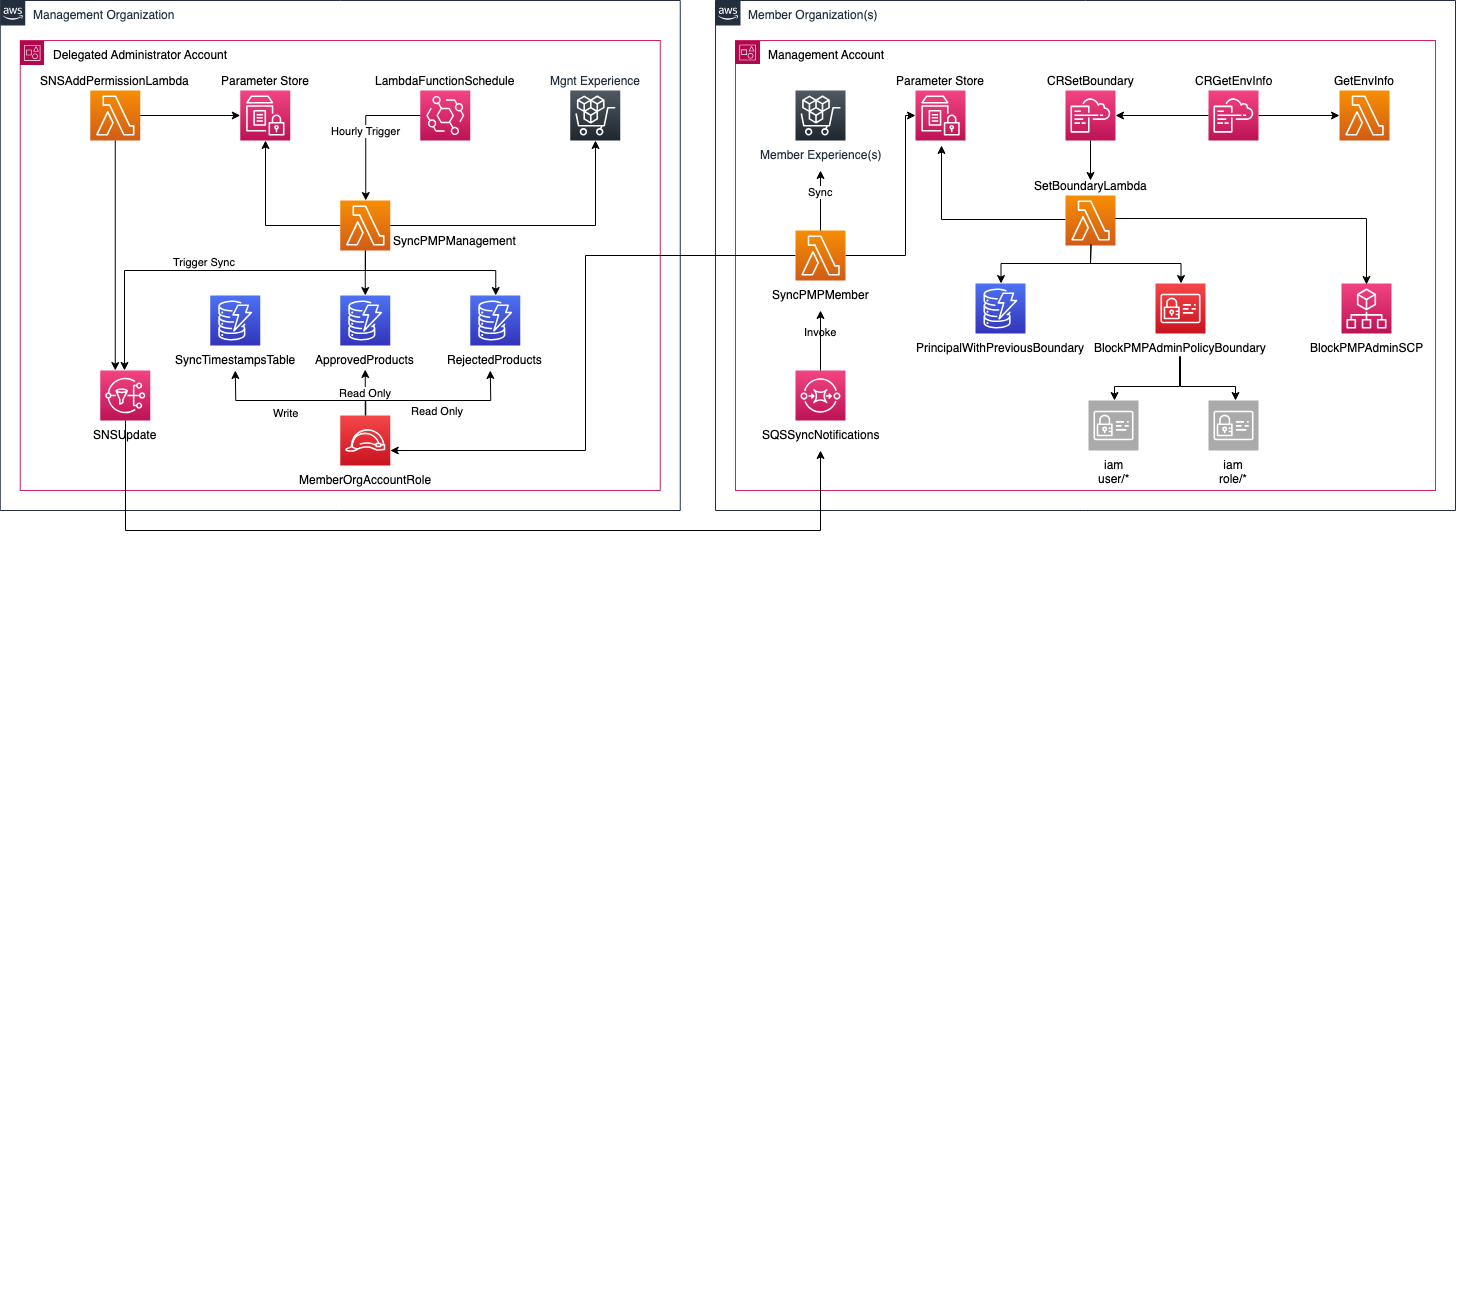 aws
Management Organization
Delegated Administrator Account
SNSAddPermissionLambda
Parameter Store
LambdaFunctionSchedule
Mgnt Experience
Hourly Trigger
SyncPMPManagement
Trigger Sync
SyncTimestampsTable
ApprovedProducts
RejectedProducts
Read Only
Write
Read Only
SNSUpdate
MemberOrgAccountRole
aws
Member Organization(s)
Management Account
Parameter Store
CRSetBoundary
CRGetEnvInfo
GetEnvInfo
Member Experience(s)
Sync
SetBoundaryLambda
SyncPMPMember
Invoke
PrincipalWithPreviousBoundary
BlockPMPAdminPolicyBoundary
BlockPMPAdminSCP
SQSSyncNotifications
iam
user/*
iam
role/*